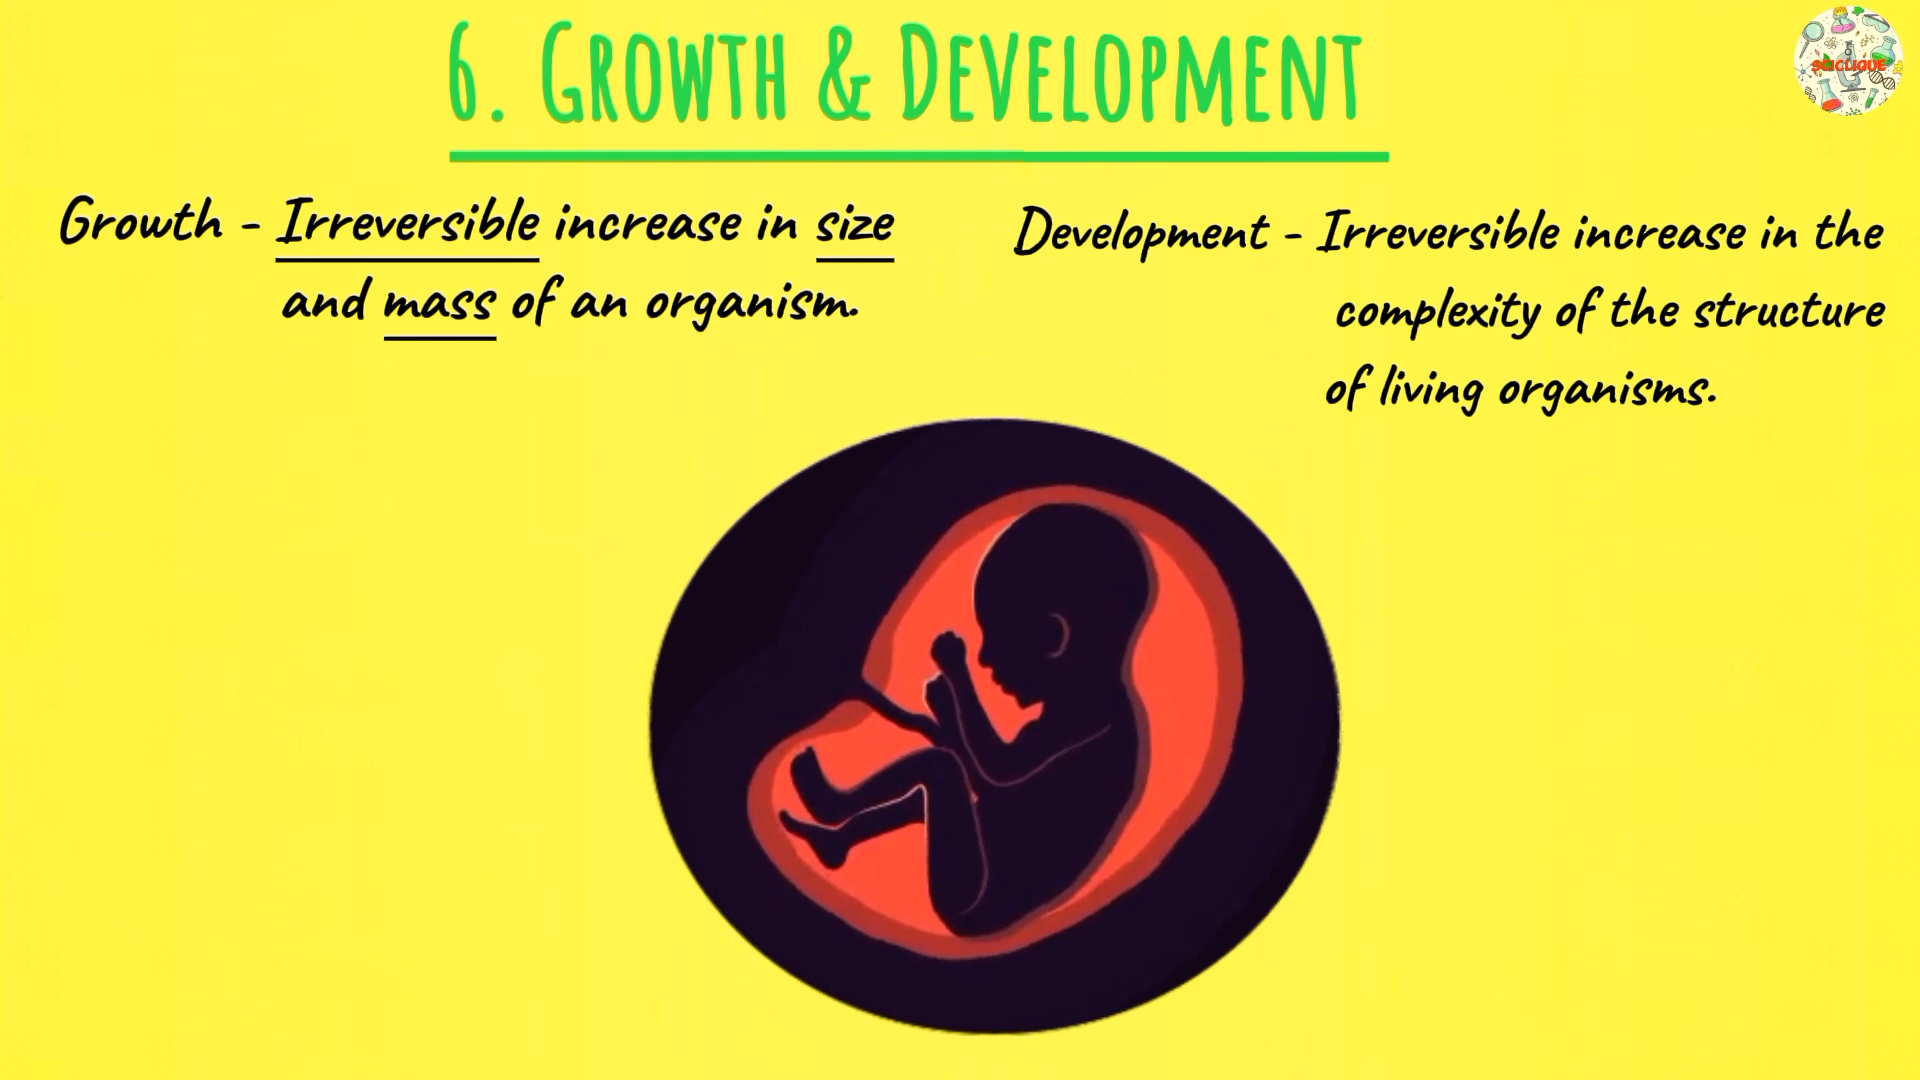 6. GROWTH & DEVELOPMENT
SCICLIQUE
Growth - Irreversible increase in size
and mass of an organism.
Development - Irreversible increase in the
complexity of the structure
of living organisms.